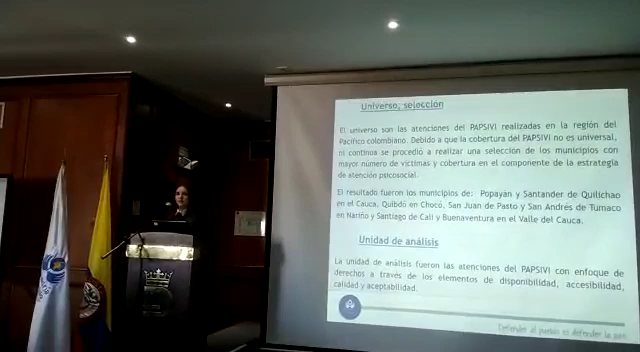 Universo, selección
El universo son las atenciones del PAPSIVI realizadas en la región del
Pacífico colombiano. Debido a que la cobertura del PAPSIVI no es universal,
ni continua se procedió a realizar una selección de los municipios con
mayor número de víctimas y cobertura en el componente de la estrategia
de atención psicosocial.
El resultado fueron los municipios de: Popayán y Santander de Quilichao
en el Cauca, Quibdó en Chocó, San Juan de Pasto y San Andrés de Tumaco
en Nariño y Santiago de Cali y Buenaventura en el Valle del Cauca.
Unidad de análisis
La unidad de análisis fueron las atenciones del PAPSIVI con enfoque de
derechos a través de los elementos de disponibilidad, accesibilidad,
calidad y aceptabilidad.
Defender al pueblo es defender la paz